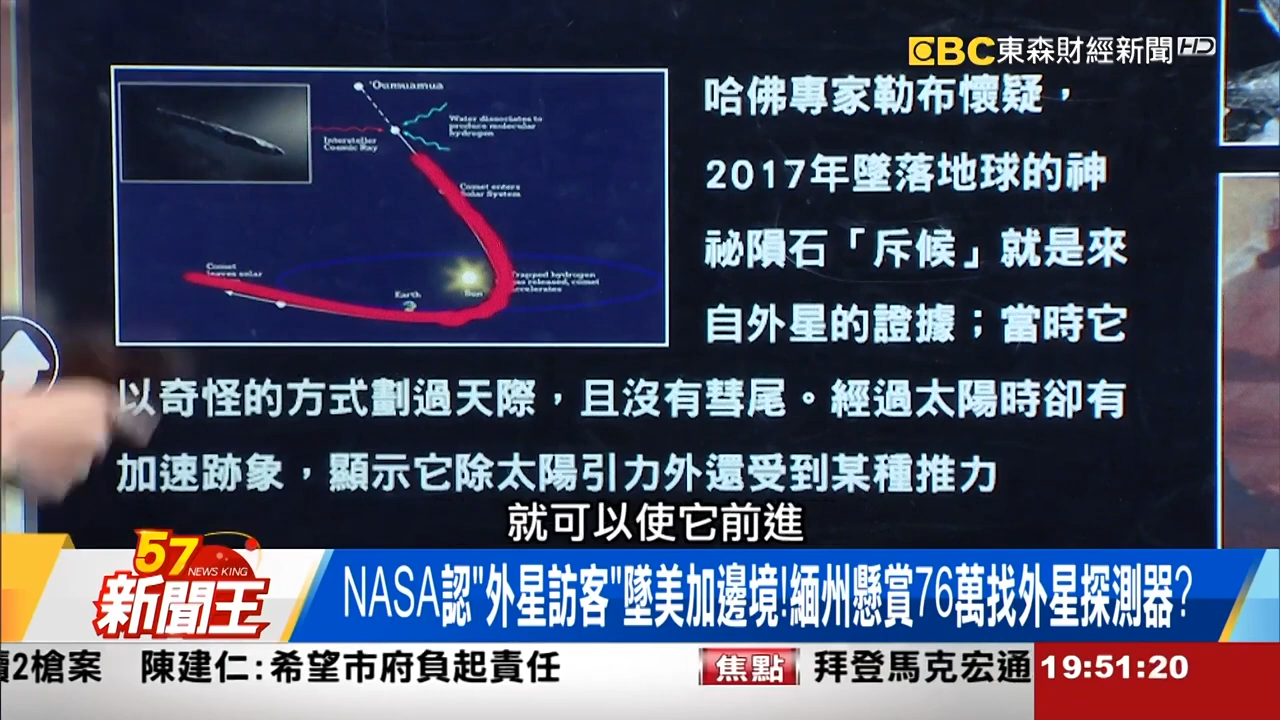 EBC東森財經新聞HD
'Oumuamua
Water dissociates to
produce molecular
hydrogen
Interstellar
Cosmic Ray
Comet enters
Solar System
Comet
leaves solar
Earth
Sun
Trapped hydrogen
gas released, comet
accelerates
哈佛專家勒布懷疑，
2017年墜落地球的神
祕隕石「斥候」就是來
自外星的證據；當時它
以奇怪的方式劃過天際，且沒有彗尾。經過太陽時卻有
加速跡象，顯示它除太陽引力外還受到某種推力
就可以使它前進
57
NEWS KING
新聞王
NASA認"外星訪客"墜美加邊境!緬州懸賞76萬找外星探測器?
2槍案 陳建仁:希望市府負起責任
焦點
拜登馬克宏通
19:51:20